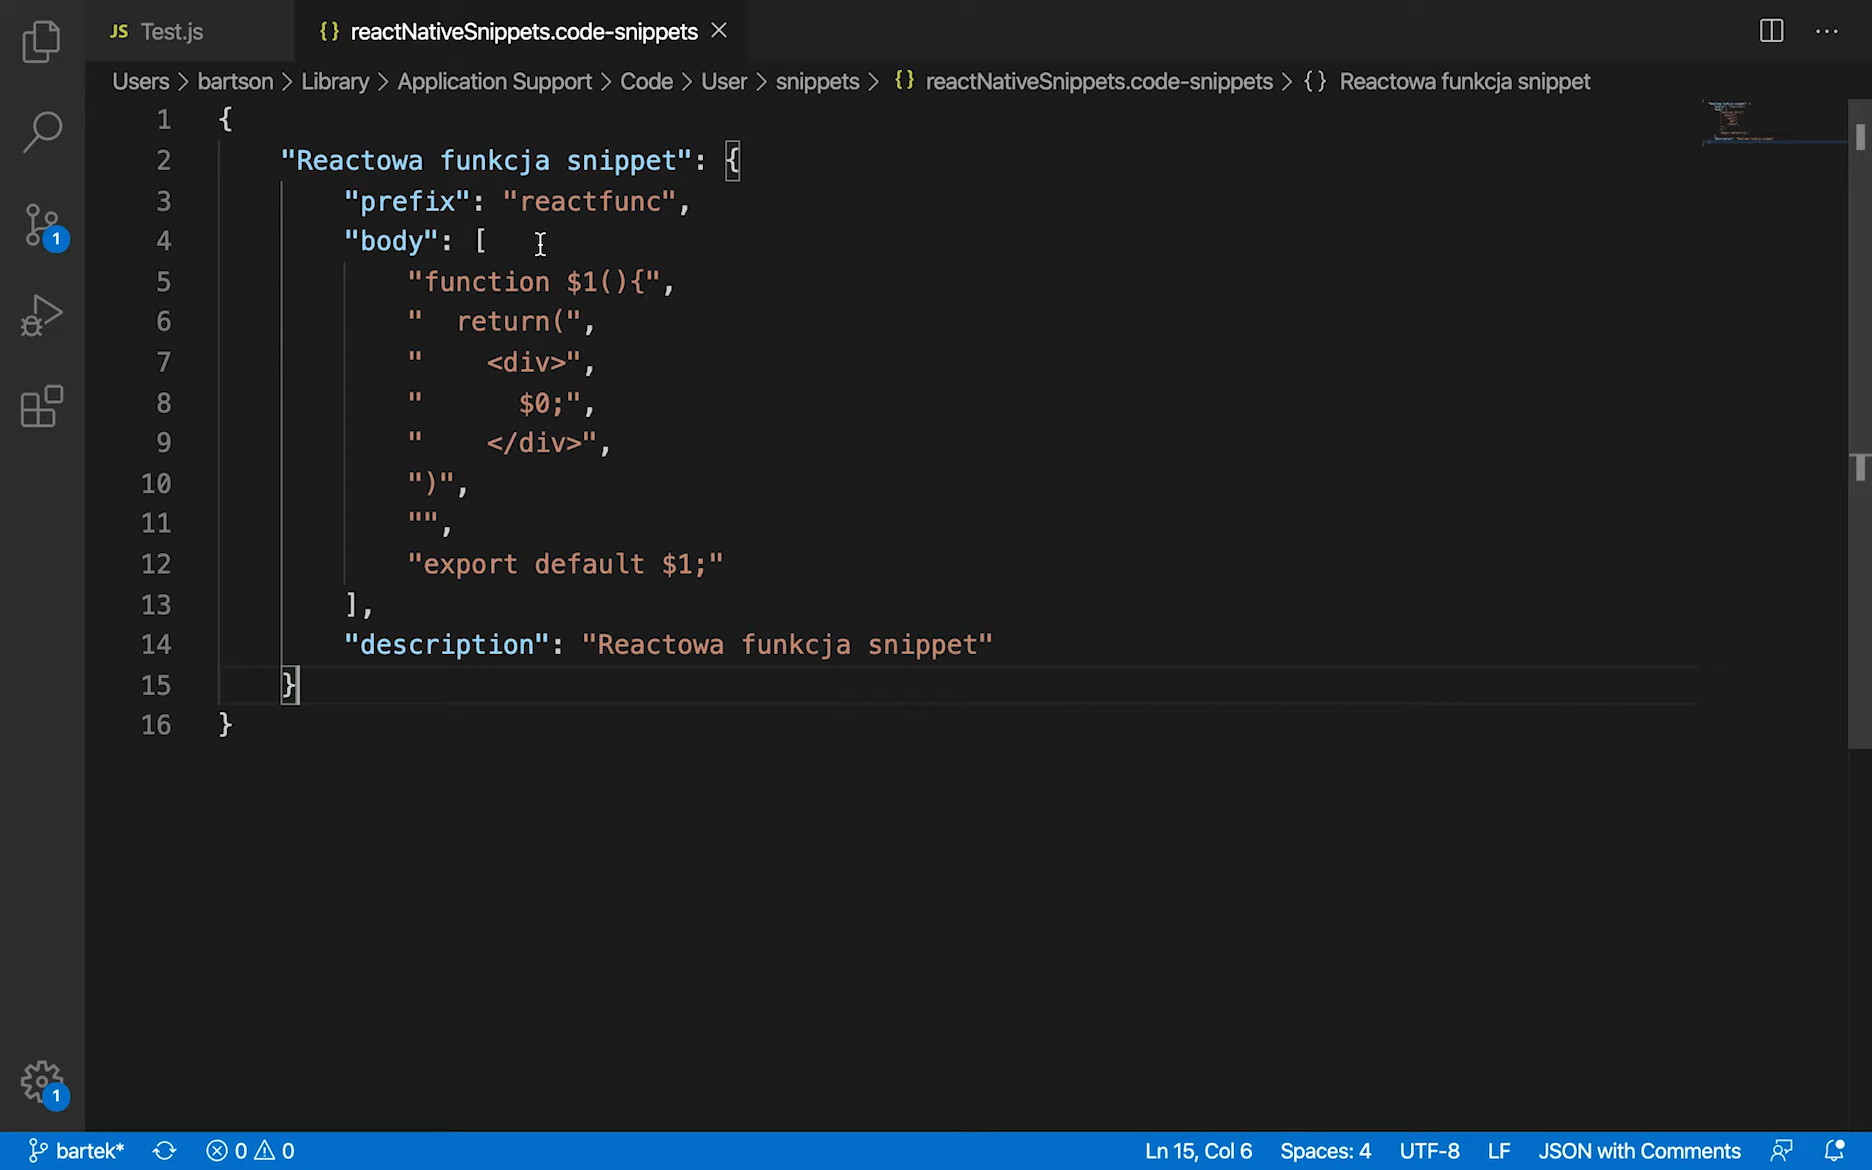 JS Test.js {} reactNativeSnippets.code-snippets
Users > bartson > Library > Application Support > Code > User > snippets > {} reactNativeSnippets.code-snippets > {} Reactowa funkcja snippet
1 {
2 "Reactowa funkcja snippet": {
3 "prefix": "reactfunc",
4 "body": [
5 "function $1(){",
6 "  return(",
7 "    <div>",
8 "      $0;",
9 "    </div>",
10 ")",
11 "",
12 "export default $1;"
13 ],
14 "description": "Reactowa funkcja snippet"
15 }
16 }
1
1
bartek* 0 0 Ln 15, Col 6 Spaces: 4 UTF-8 LF JSON with Comments